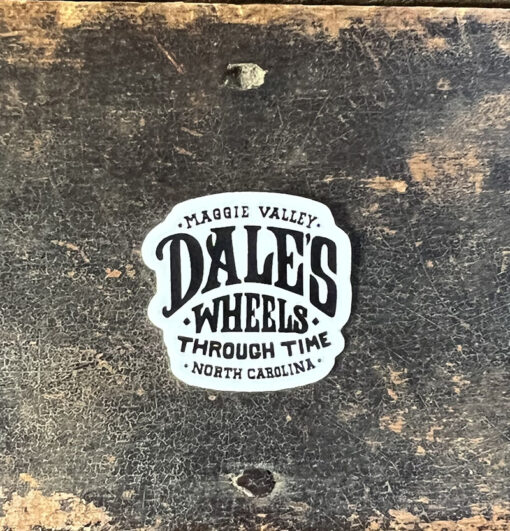 · MAGGIE VALLEY ·
DALE'S
· WHEELS ·
THROUGH TIME
· NORTH CAROLINA ·